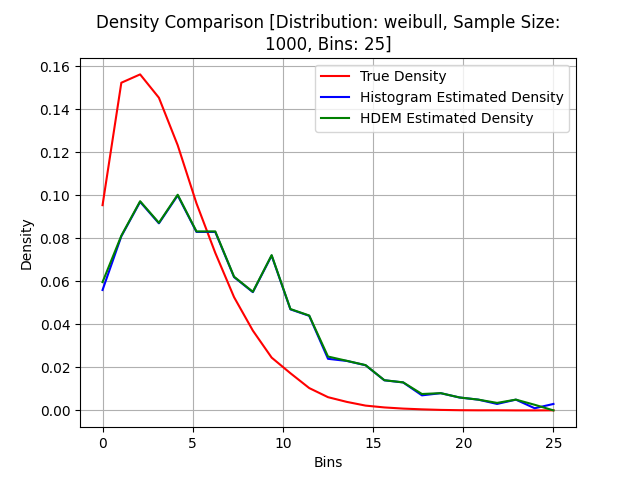 Density Comparison [Distribution: weibull, Sample Size:
1000, Bins: 25]
True Density
Histogram Estimated Density
HDEM Estimated Density
Density
0.16
0.14
0.12
0.10
0.08
0.06
0.04
0.02
0.00
0 5 10 15 20 25
Bins